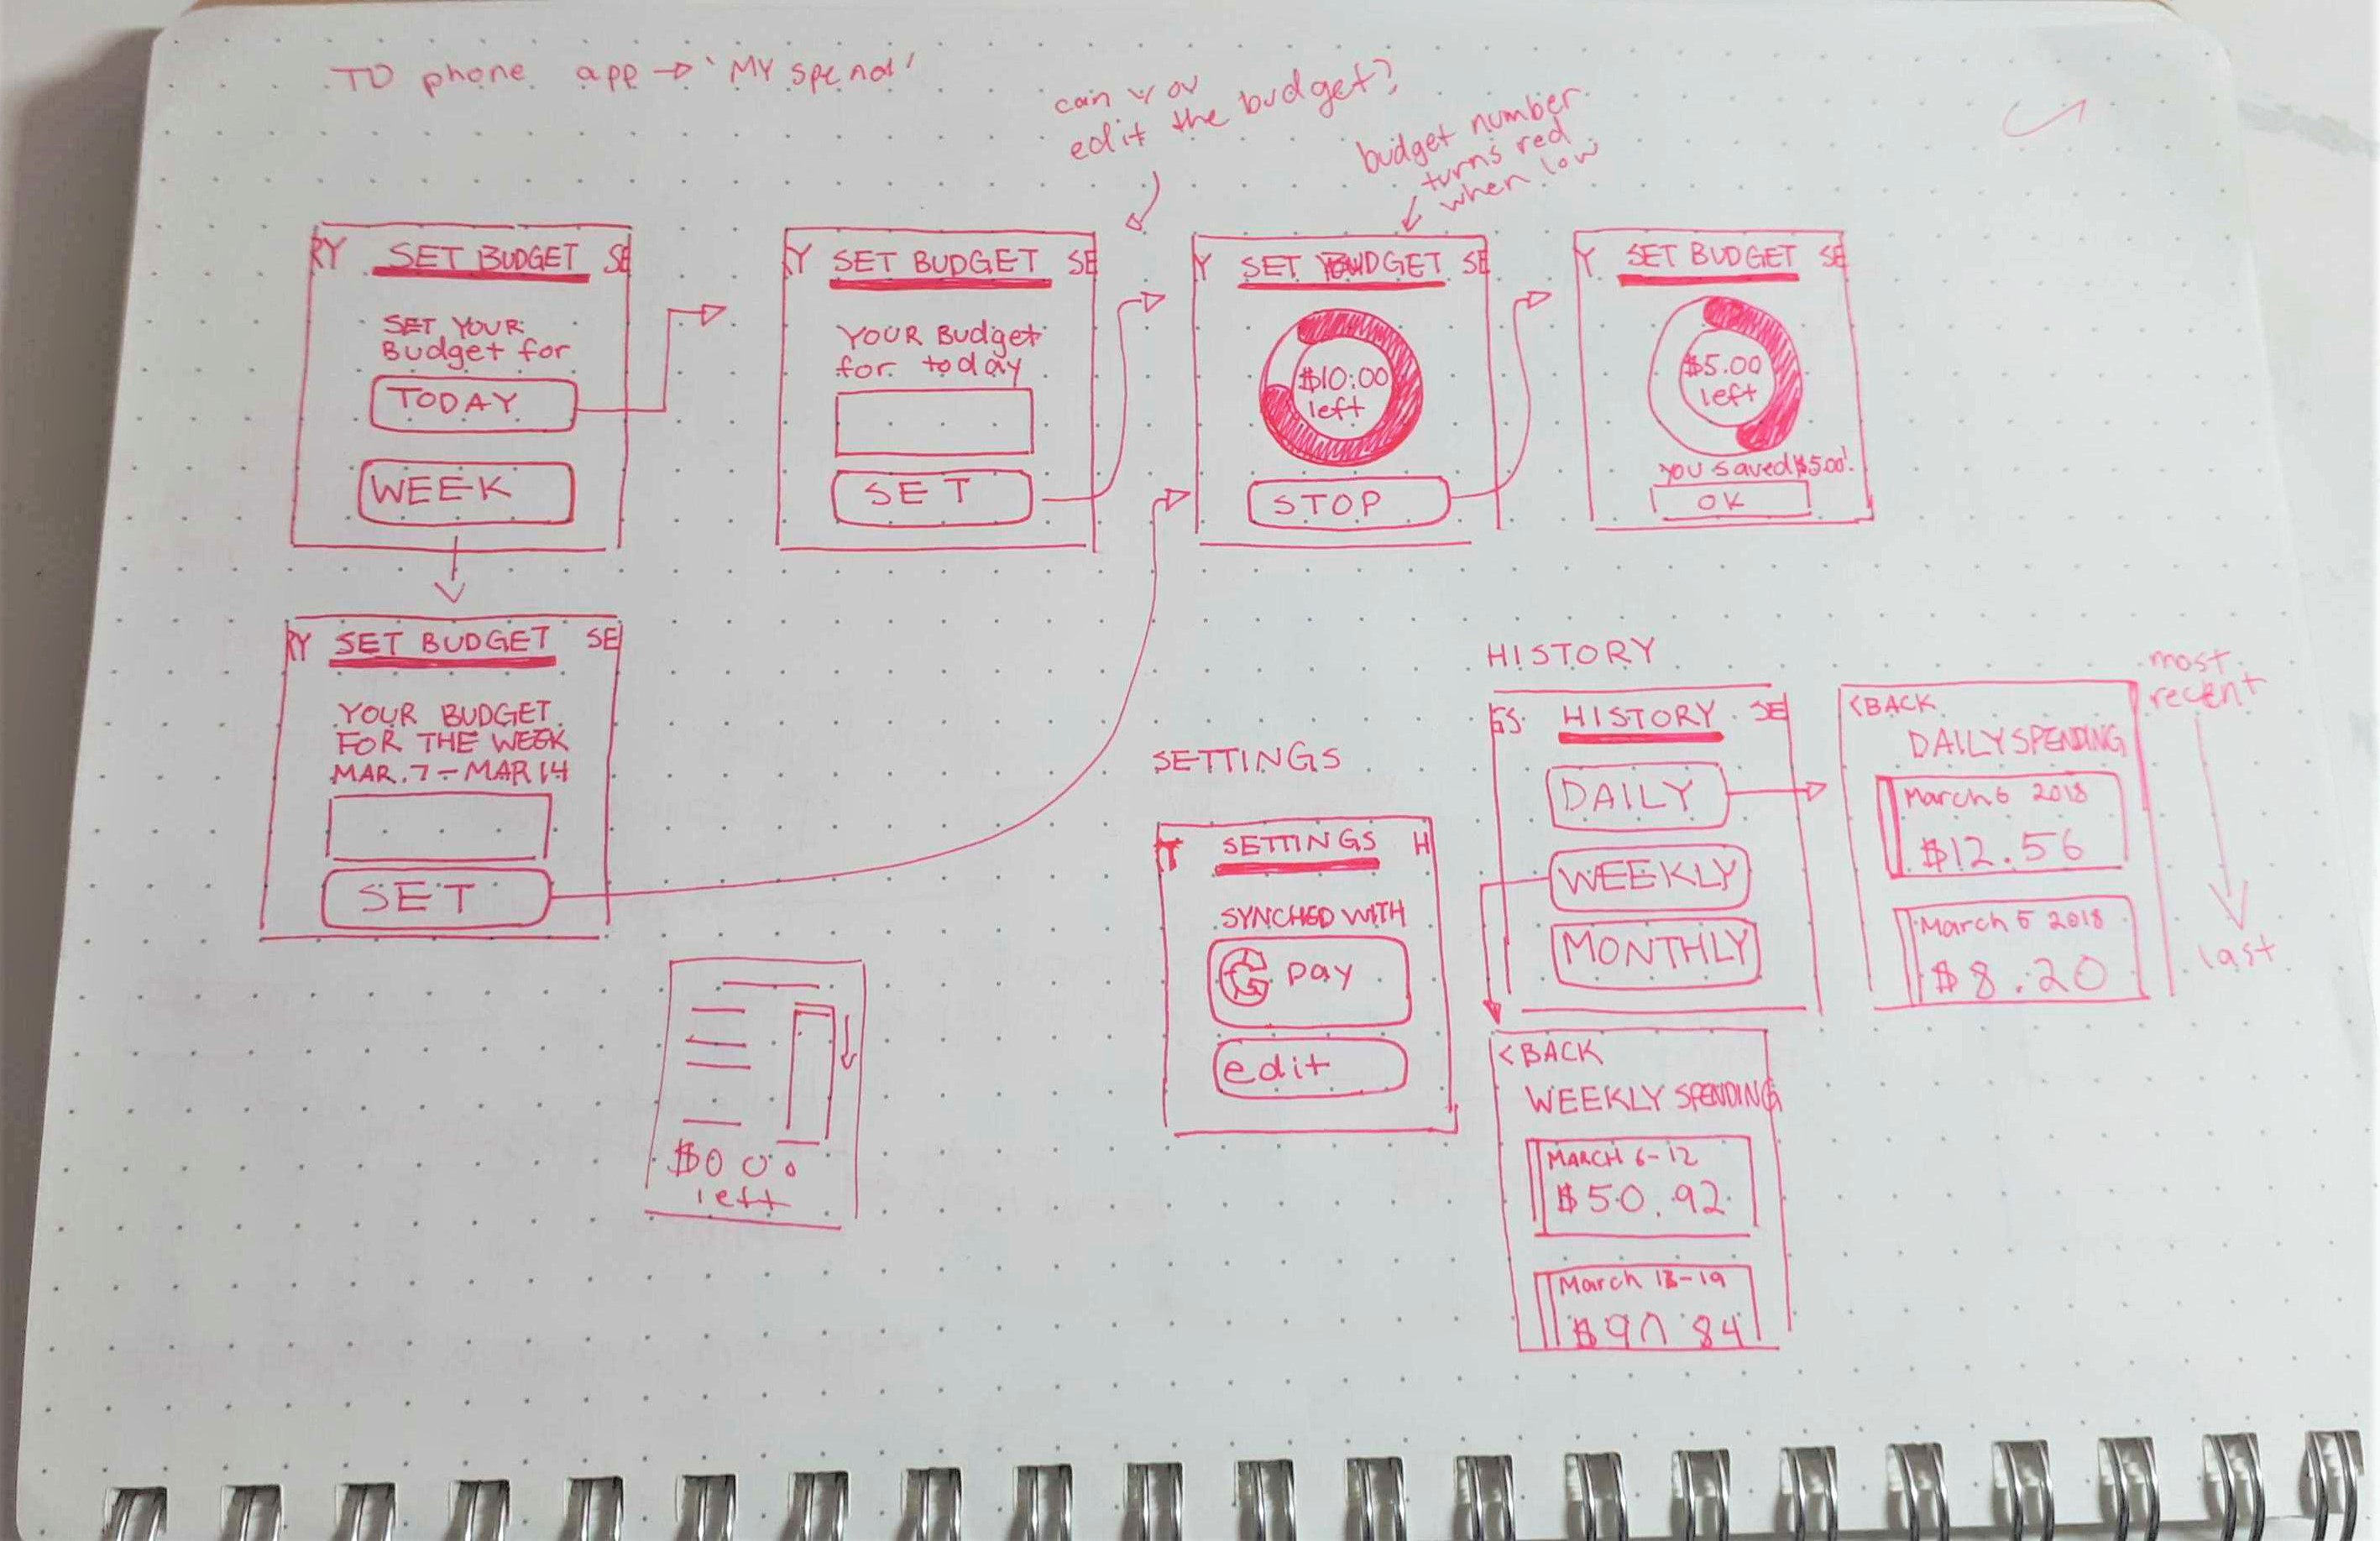 TO phone app → 'MY spend'
can you
edit the budget?
budget number
turns red
when low
RY SET BUDGET SE
SET YOUR
Budget for
TODAY
WEEK
Y SET BUDGET SE
YOUR Budget
for today
SET
Y SET BUDGET SE
$10.00
left
STOP
Y SET BUDGET SE
$5.00
left
you saved $5.00!
OK
RY SET BUDGET SE
YOUR BUDGET
FOR THE WEEK
MAR. 7 - MAR 14
SET
$0 00
left
SETTINGS
T SETTINGS H
SYNCHED WITH
G pay
edit
HISTORY
GS HISTORY SE
DAILY
WEEKLY
MONTHLY
<BACK
DAILY SPENDING
March 6 2018
$12.56
March 5 2018
$8.20
most
recent
last
<BACK
WEEKLY SPENDING
MARCH 6-12
$50.92
March 13-19